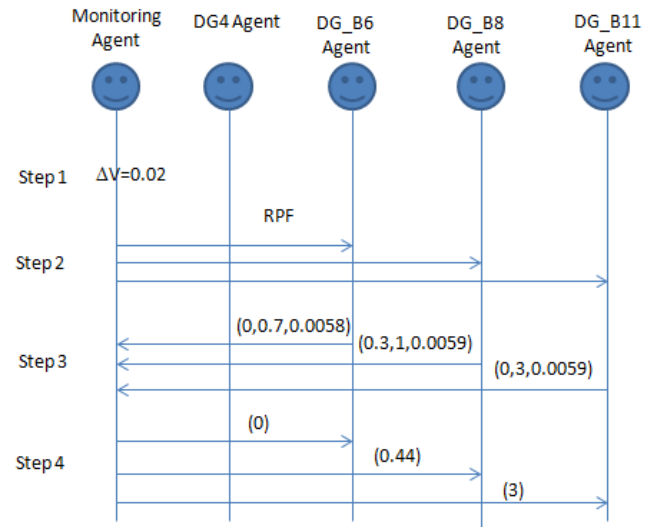 Monitoring Agent
DG4 Agent
DG_B6 Agent
DG_B8 Agent
DG_B11 Agent
Step 1
ΔV=0.02
RPF
Step 2
(0,0.7,0.0058)
(0.3,1,0.0059)
Step 3
(0,3,0.0059)
(0)
(0.44)
Step 4
(3)